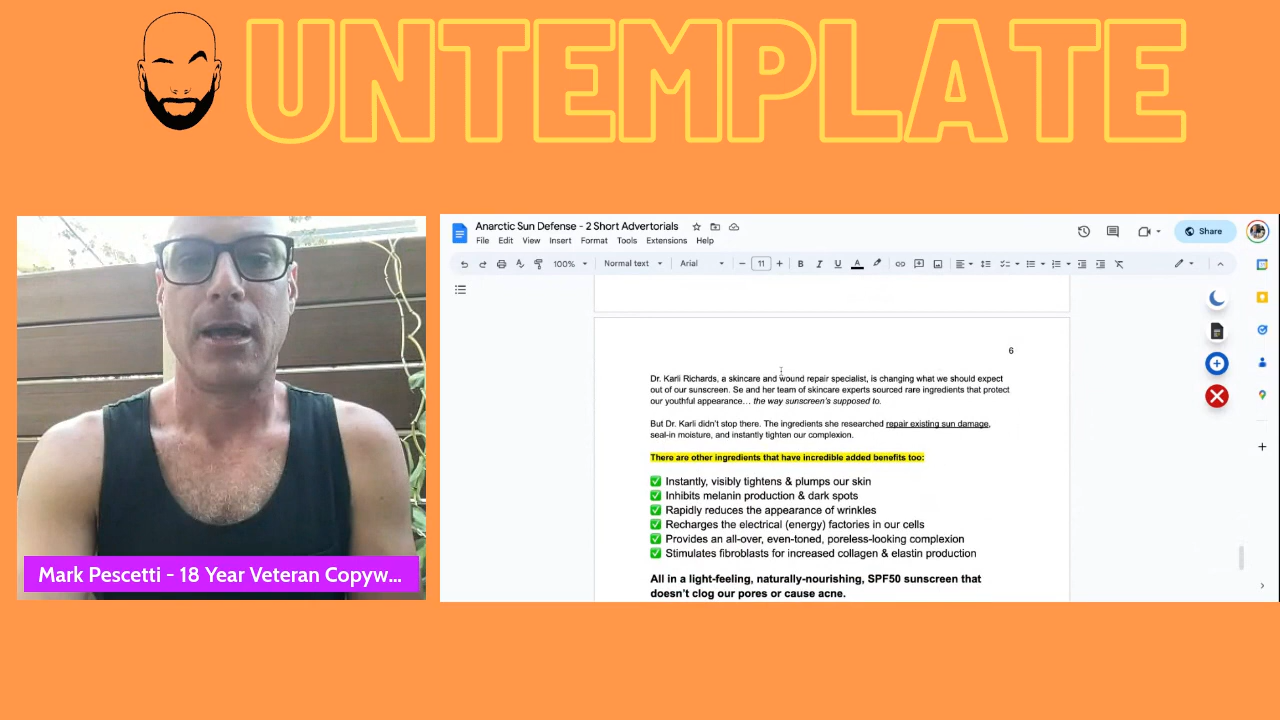 UNTEMPLATE
Anarctic Sun Defense - 2 Short Advertorials
File Edit View Insert Format Tools Extensions Help
Share
100% Normal text Arial 11 B I U A
6
Dr. Karli Richards, a skincare and wound repair specialist, is changing what we should expect
out of our sunscreen. Se and her team of skincare experts sourced rare ingredients that protect
our youthful appearance… the way sunscreen's supposed to.
But Dr. Karli didn't stop there. The ingredients she researched repair existing sun damage,
seal-in moisture, and instantly tighten our complexion.
There are other ingredients that have incredible added benefits too:
✅ Instantly, visibly tightens & plumps our skin
✅ Inhibits melanin production & dark spots
✅ Rapidly reduces the appearance of wrinkles
✅ Recharges the electrical (energy) factories in our cells
✅ Provides an all-over, even-toned, poreless-looking complexion
✅ Stimulates fibroblasts for increased collagen & elastin production
All in a light-feeling, naturally-nourishing, SPF50 sunscreen that
doesn't clog our pores or cause acne.
Mark Pescetti - 18 Year Veteran Copyw...